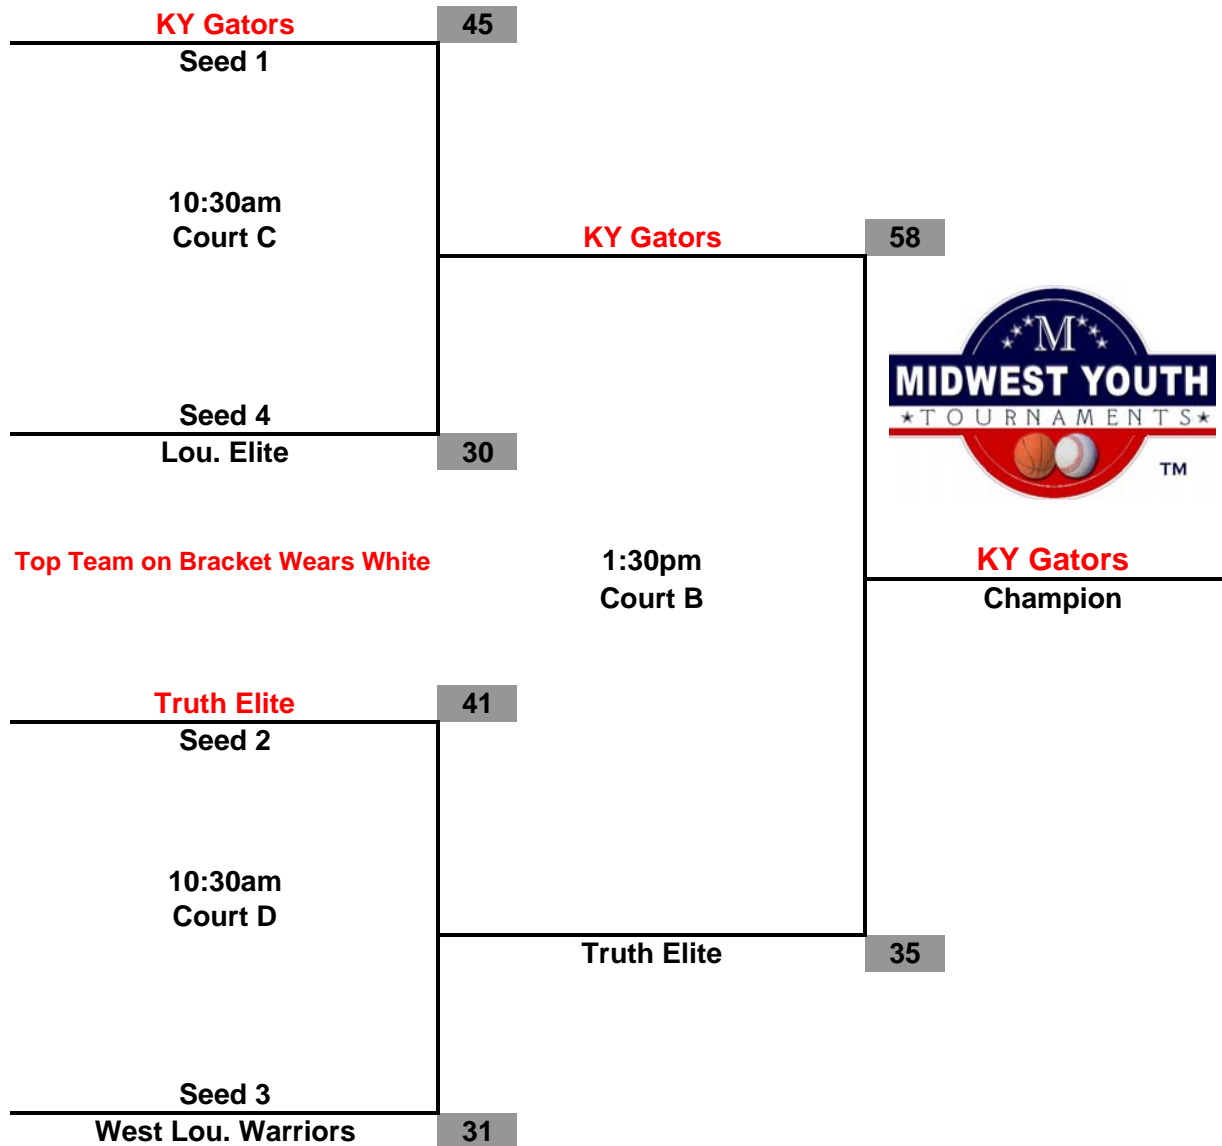 KY Gators 45
Seed 1
10:30am
Court C
KY Gators 58
M
MIDWEST YOUTH
TOURNAMENTS
TM
Seed 4
Lou. Elite 30
Top Team on Bracket Wears White
1:30pm
Court B
KY Gators
Champion
Truth Elite 41
Seed 2
10:30am
Court D
Truth Elite 35
Seed 3
West Lou. Warriors 31